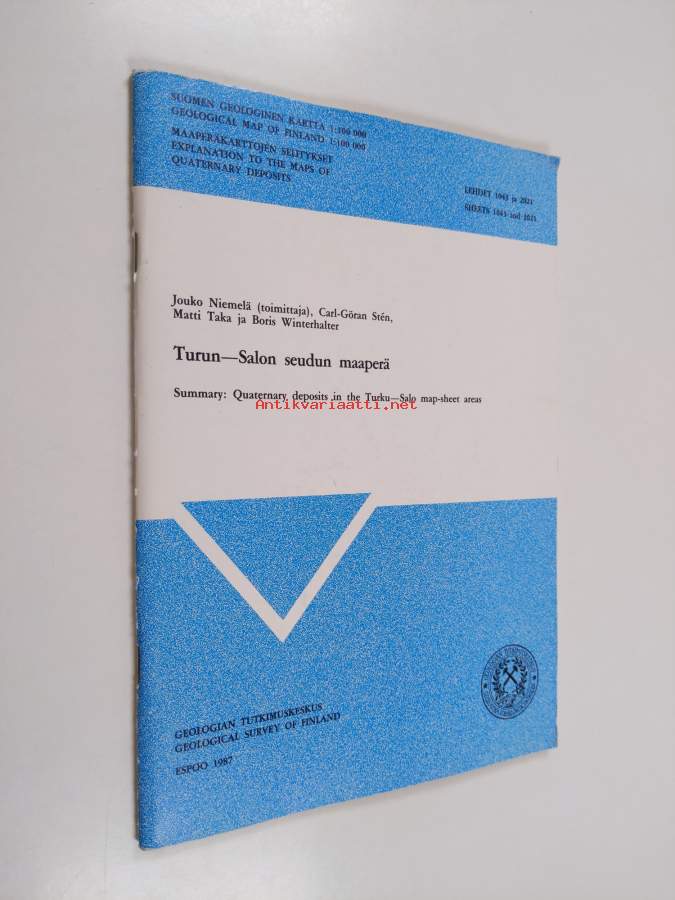 SUOMEN GEOLOGINEN KARTTA 1:100 000
GEOLOGICAL MAP OF FINLAND 1:100 000
MAAPERÄKARTTOJEN SELITYKSET
EXPLANATION TO THE MAPS OF
QUATERNARY DEPOSITS
LEHDET 1043 ja 2021
SHEETS 1043 and 2021
Jouko Niemelä (toimittaja), Carl-Göran Stén,
Matti Taka ja Boris Winterhalter
Turun—Salon seudun maaperä
Summary: Quaternary deposits in the Turku—Salo map-sheet areas
Antikvariaatti.net
GEOLOGIAN TUTKIMUSKESKUS
GEOLOGICAL SURVEY OF FINLAND
ESPOO 1987